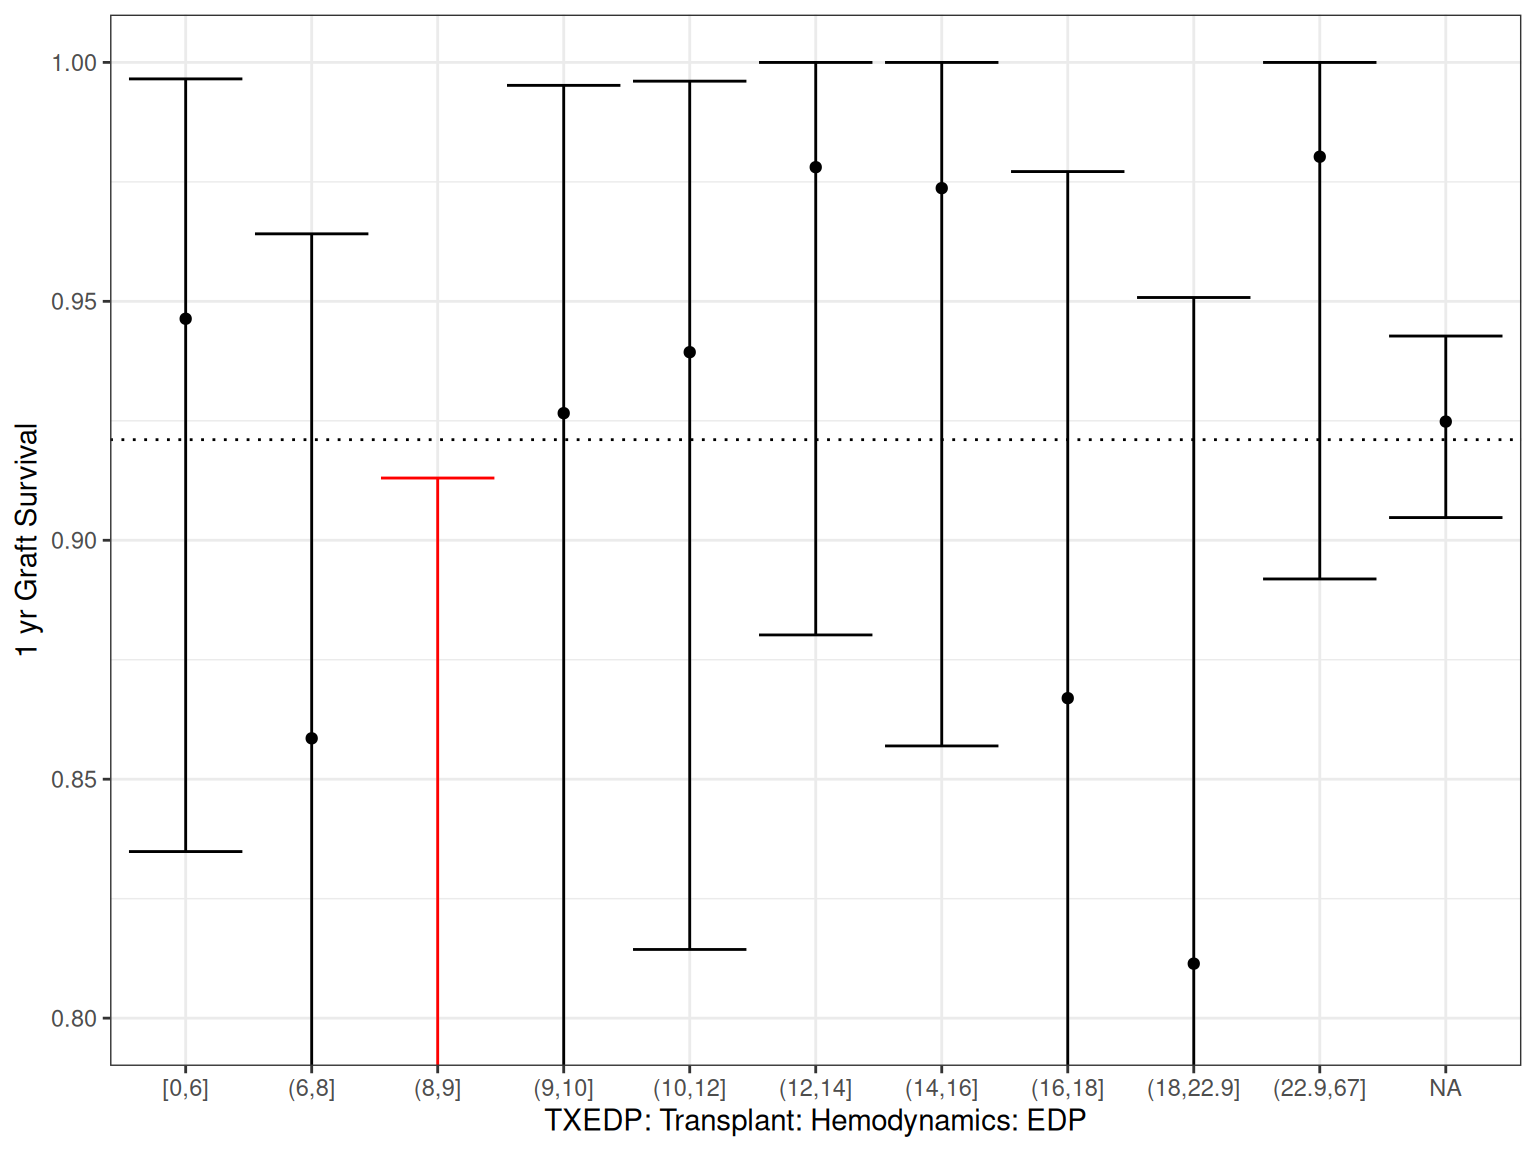 1.00
0.95
0.90
0.85
0.80
1 yr Graft Survival
[0,6] (6,8] (8,9] (9,10] (10,12] (12,14] (14,16] (16,18] (18,22.9] (22.9,67] NA
TXEDP: Transplant: Hemodynamics: EDP